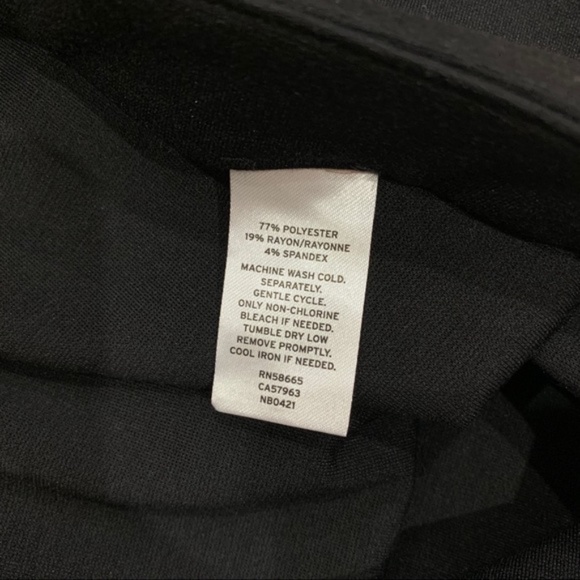 77% POLYESTER
19% RAYON/RAYONNE
4% SPANDEX
MACHINE WASH COLD.
SEPARATELY.
GENTLE CYCLE.
ONLY NON-CHLORINE
BLEACH IF NEEDED.
TUMBLE DRY LOW
REMOVE PROMPTLY.
COOL IRON IF NEEDED.
RN58665
CA57963
NB0421